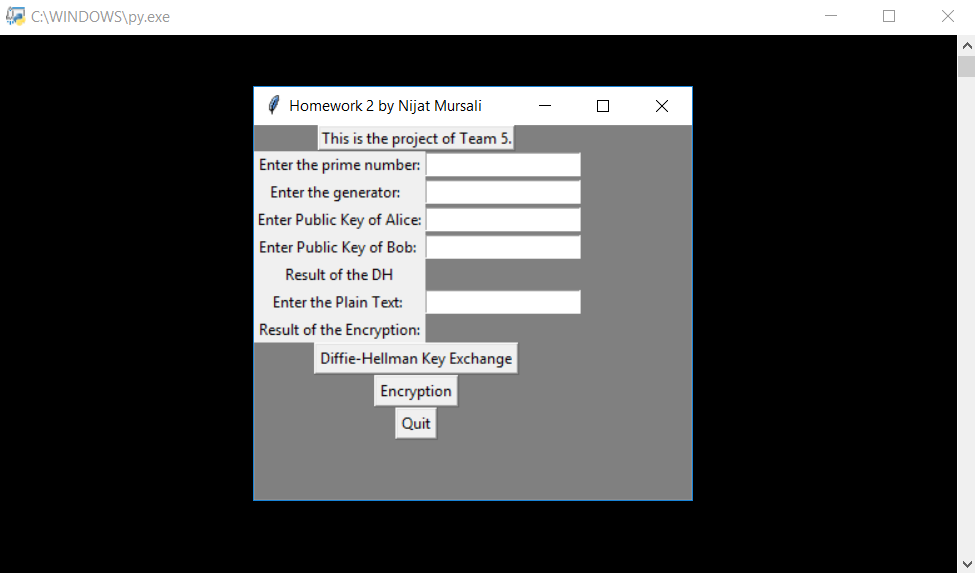 C:\WINDOWS\py.exe
Homework 2 by Nijat Mursali
This is the project of Team 5.
Enter the prime number:
Enter the generator:
Enter Public Key of Alice:
Enter Public Key of Bob:
Result of the DH
Enter the Plain Text:
Result of the Encryption:
Diffie-Hellman Key Exchange
Encryption
Quit